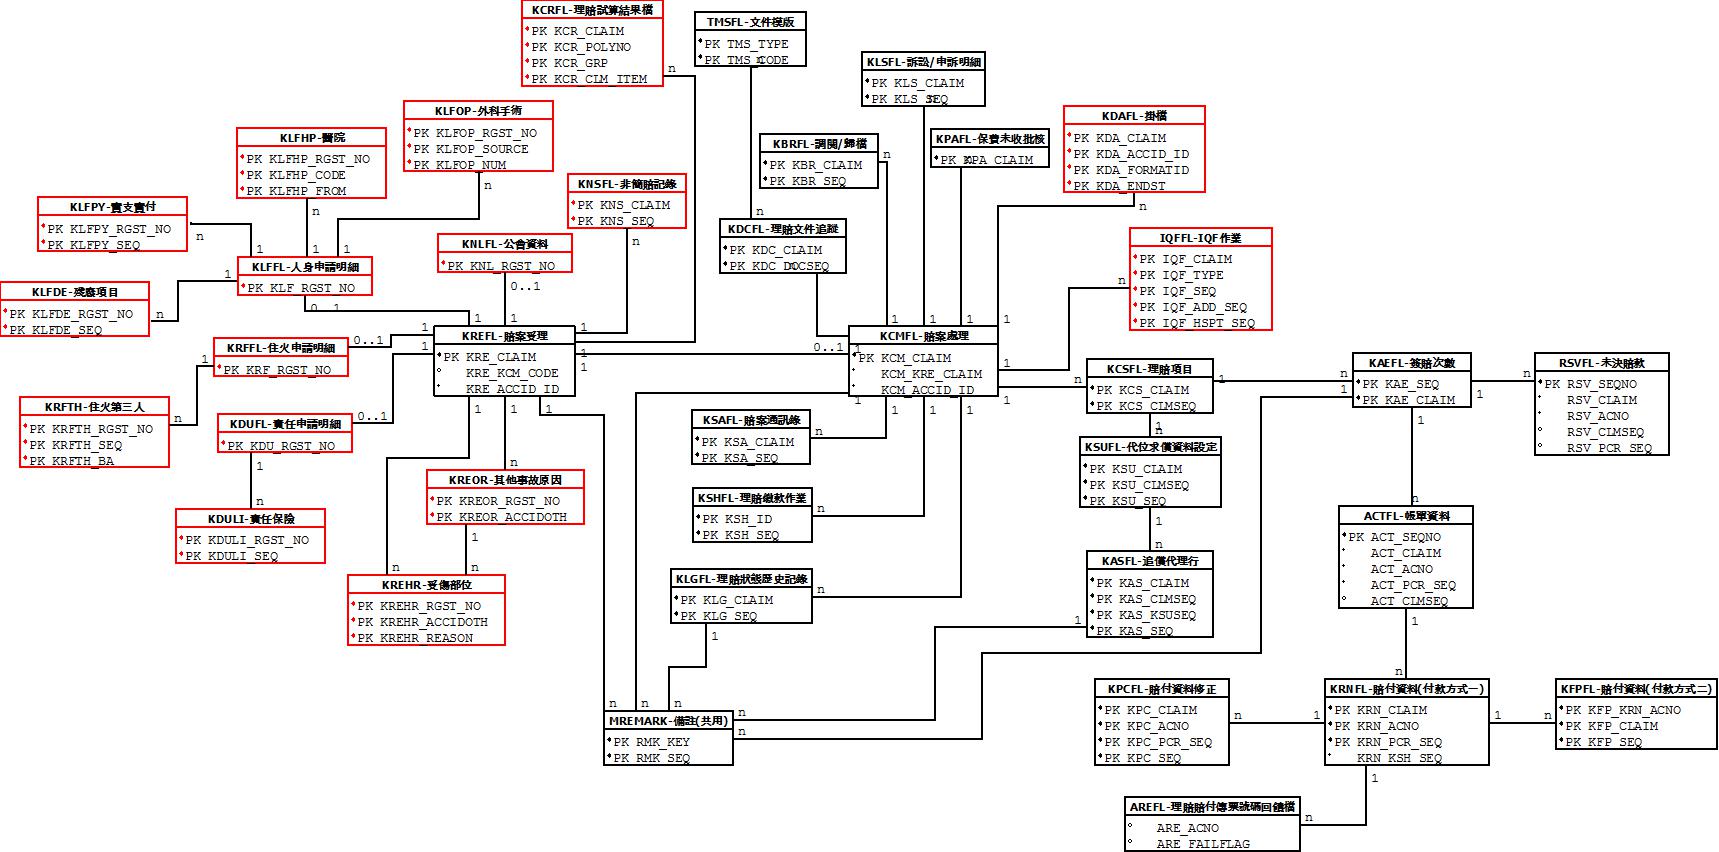 KCRFL-理賠試算結果檔
PK KCR_CLAIM
PK KCR_POLYNO
PK KCR_GRP
PK KCR_CLM_ITEM
n
TMSFL-文件模版
PK TMS_TYPE
PK TMS_CODE
n
KLSFL-訴訟/申訴明細
PK KLS_CLAIM
PK KLS_SEQ
n
KLFOP-外科手術
PK KLFOP_RGST_NO
PK KLFOP_SOURCE
PK KLFOP_NUM
n
KLFHP-醫院
PK KLFHP_RGST_NO
PK KLFHP_CODE
PK KLFHP_FROM
n
KBRFL-調閱/歸檔
PK KBR_CLAIM
PK KBR_SEQ
n
KPAFL-保費未收批核
PK KPA_CLAIM
n
KDAFL-掛檔
PK KDA_CLAIM
PK KDA_ACCID_ID
PK KDA_FORMATID
PK KDA_ENDST
n
KLFPY-實支實付
PK KLFPY_RGST_NO
PK KLFPY_SEQ
n
KNSFL-非簡賠記錄
PK KNS_CLAIM
PK KNS_SEQ
n
KDCFL-理賠文件追蹤
PK KDC_CLAIM
PK KDC_DOCSEQ
n
n
IQFFL-IQF作業
PK IQF_CLAIM
PK IQF_TYPE
PK IQF_SEQ
PK IQF_ADD_SEQ
PK IQF_HSPT_SEQ
n
KNLFL-公會資料
PK KNL_RGST_NO
0..1
1
1
1
1
KLFFL-人身申請明細
PK KLF_RGST_NO
0..1
KLFDE-殘廢項目
PK KLFDE_RGST_NO
PK KLFDE_SEQ
n
1
1
1
1
1
1
1
KREFL-賠案受理
PK KRE_CLAIM
KRE_KCM_CODE
KRE_ACCID_ID
1
1
1
1
1
1
0..1
KCMFL-賠案處理
PK KCM_CLAIM
KCM_KRE_CLAIM
KCM_ACCID_ID
1
1
1
1
1
1
1
KRFFL-住火申請明細
PK KRF_RGST_NO
0..1
1
KRFTH-住火第三人
PK KRFTH_RGST_NO
PK KRFTH_SEQ
PK KRFTH_BA
n
KDUFL-責任申請明細
PK KDU_RGST_NO
0..1
1
n
KDULI-責任保險
PK KDULI_RGST_NO
PK KDULI_SEQ
KREOR-其他事故原因
PK KREOR_RGST_NO
PK KREOR_ACCIDOTH
n
1
n
n
KREHR-受傷部位
PK KREHR_RGST_NO
PK KREHR_ACCIDOTH
PK KREHR_REASON
KSAFL-賠案通訊錄
PK KSA_CLAIM
PK KSA_SEQ
n
KSHFL-理賠繳款作業
PK KSH_ID
PK KSH_SEQ
n
KLGFL-理賠狀態歷史記錄
PK KLG_CLAIM
PK KLG_SEQ
n
1
n
n
n
MREMARK-備註(共用)
PK RMK_KEY
PK RMK_SEQ
n
n
n
KCSFL-理賠項目
PK KCS_CLAIM
PK KCS_CLMSEQ
1
1
n
KSUFL-代位求償資料設定
PK KSU_CLAIM
PK KSU_CLMSEQ
PK KSU_SEQ
1
n
KASFL-追償代理行
PK KAS_CLAIM
PK KAS_CLMSEQ
PK KAS_KSUSEQ
PK KAS_SEQ
1
n
1
KAEFL-簽賠次數
PK KAE_SEQ
PK KAE_CLAIM
n
1
1
RSVFL-未決賠款
PK RSV_SEQNO
RSV_CLAIM
RSV_ACNO
RSV_CLMSEQ
RSV_PCR_SEQ
n
ACTFL-帳單資料
PK ACT_SEQNO
ACT_CLAIM
ACT_ACNO
ACT_PCR_SEQ
ACT_CLMSEQ
1
n
KPCFL-賠付資料修正
PK KPC_CLAIM
PK KPC_ACNO
PK KPC_PCR_SEQ
PK KPC_SEQ
n
1
KRNFL-賠付資料(付款方式一)
PK KRN_CLAIM
PK KRN_ACNO
PK KRN_PCR_SEQ
KRN_KSH_SEQ
1
n
KFPFL-賠付資料(付款方式二)
PK KFP_KRN_ACNO
PK KFP_CLAIM
PK KFP_SEQ
1
AREFL-理賠賠付傳票號碼回饋檔
ARE_ACNO
ARE_FAILFLAG
n